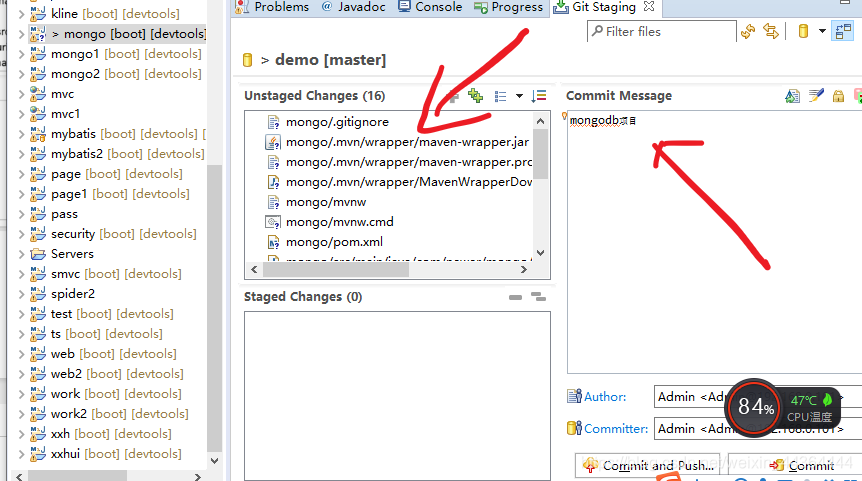 Problems @ Javadoc Console Progress Git Staging
Filter files
> demo [master]
kline [boot] [devtools]
> mongo [boot] [devtools]
mongo1 [boot] [devtools]
mongo2 [boot] [devtools]
mvc
mvc1
mybatis [boot] [devtools]
mybatis2 [boot] [devtools]
page [boot] [devtools]
page1 [boot] [devtools]
pass
security [boot] [devtools]
Servers
smvc [boot] [devtools]
spider2
test [boot] [devtools]
ts [boot] [devtools]
web [boot] [devtools]
web2 [boot] [devtools]
work [boot] [devtools]
work2 [boot] [devtools]
xxh [boot] [devtools]
xxhui [boot] [devtools]
Unstaged Changes (16)
mongo/.gitignore
mongo/.mvn/wrapper/maven-wrapper.jar
mongo/.mvn/wrapper/maven-wrapper.pro
mongo/.mvn/wrapper/MavenWrapperDow
mongo/mvnw
mongo/mvnw.cmd
mongo/pom.xml
Staged Changes (0)
Commit Message
mongodb项目
Author: Admin
Committer: Admin
84%
47℃
CPU温度
Commit and Push... Commit